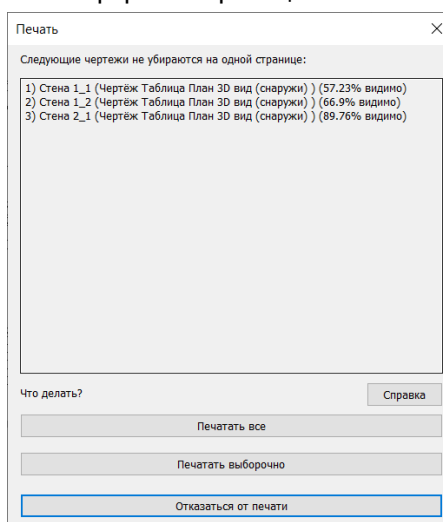 Печать
Следующие чертежи не убираются на одной странице:
1) Стена 1_1 (Чертёж Таблица План 3D вид (снаружи) ) (57.23% видимо)
2) Стена 1_2 (Чертёж Таблица План 3D вид (снаружи) ) (66.9% видимо)
3) Стена 2_1 (Чертёж Таблица План 3D вид (снаружи) ) (89.76% видимо)
Что делать?
Справка
Печатать все
Печатать выборочно
Отказаться от печати